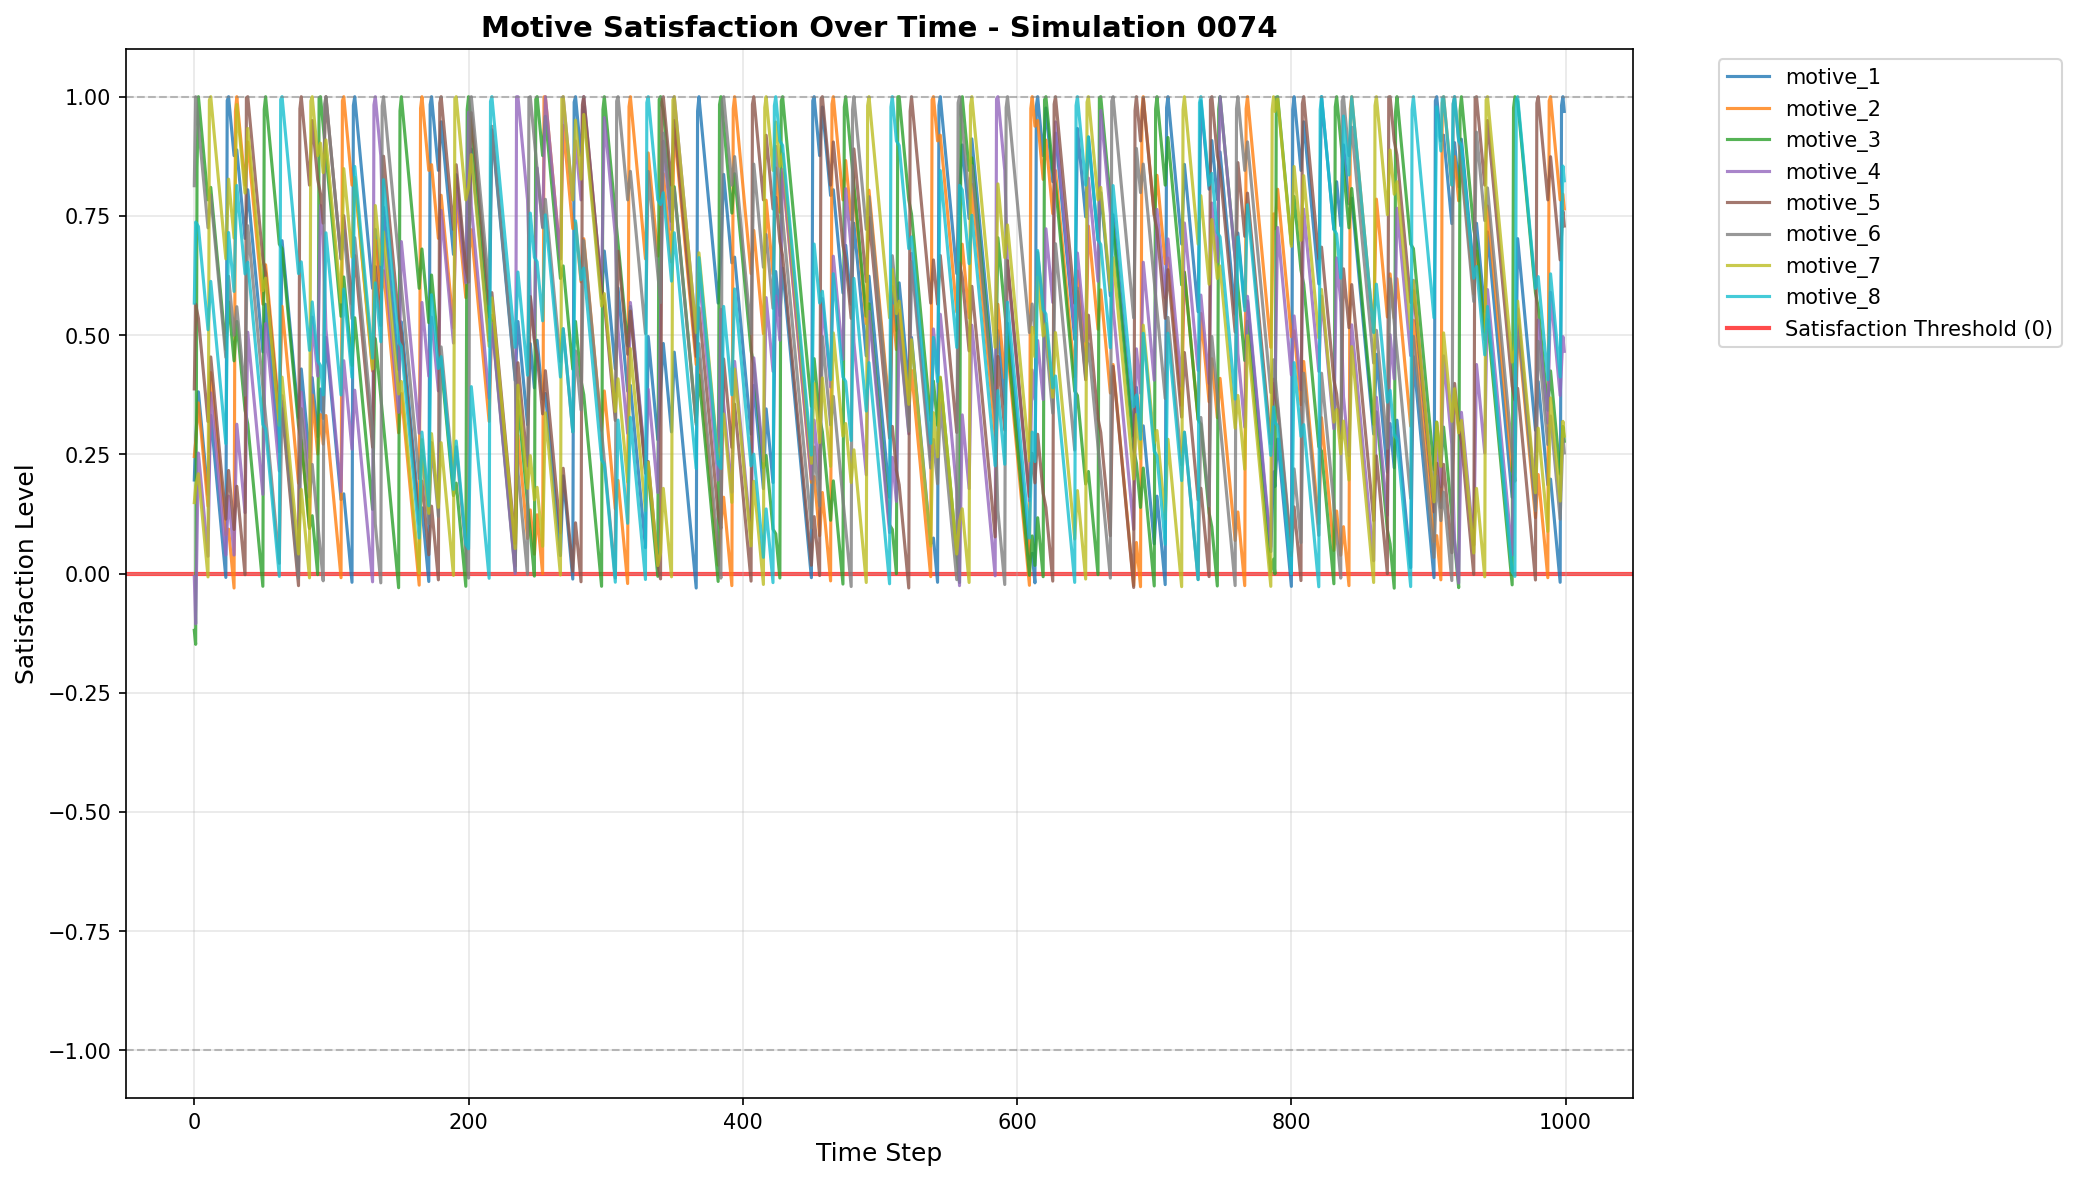 Motive Satisfaction Over Time - Simulation 0074
Satisfaction Level
1.00
0.75
0.50
0.25
0.00
−0.25
−0.50
−0.75
−1.00
0
200
400
600
800
1000
Time Step
motive_1
motive_2
motive_3
motive_4
motive_5
motive_6
motive_7
motive_8
Satisfaction Threshold (0)